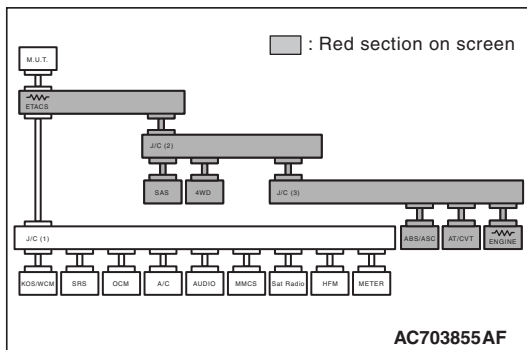 : Red section on screen
M.U.T.
ETACS
J/C (2)
SAS 4WD J/C (3)
J/C (1) ABS/ASC AT/CVT ENGINE
KOS/WCM SRS OCM A/C AUDIO MMCS Sat Radio HFM METER
AC703855AF